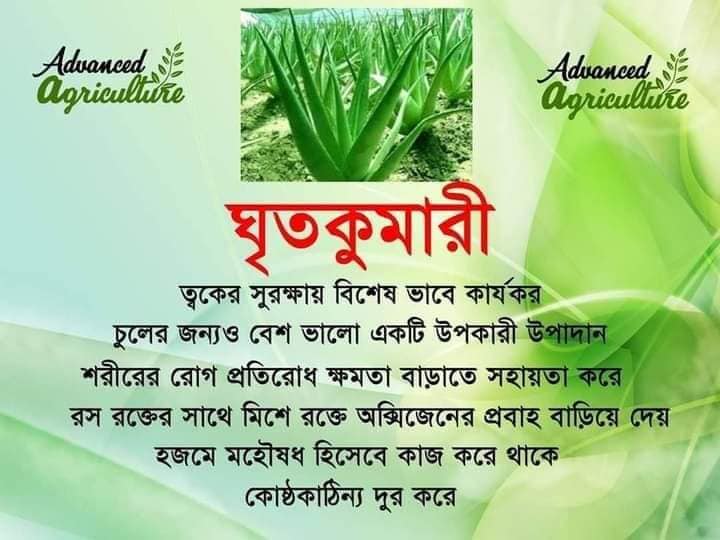 Advanced
Agriculture
Advanced
Agriculture
ঘৃতকুমারী
ত্বকের সুরক্ষায় বিশেষ ভাবে কার্যকর
চুলের জন্যও বেশ ভালো একটি উপকারী উপাদান
শরীরের রোগ প্রতিরোধ ক্ষমতা বাড়াতে সহায়তা করে
রস রক্তের সাথে মিশে রক্তে অক্সিজেনের প্রবাহ বাড়িয়ে দেয়
হজমে মহৌষধ হিসেবে কাজ করে থাকে
কোষ্ঠকাঠিন্য দুর করে